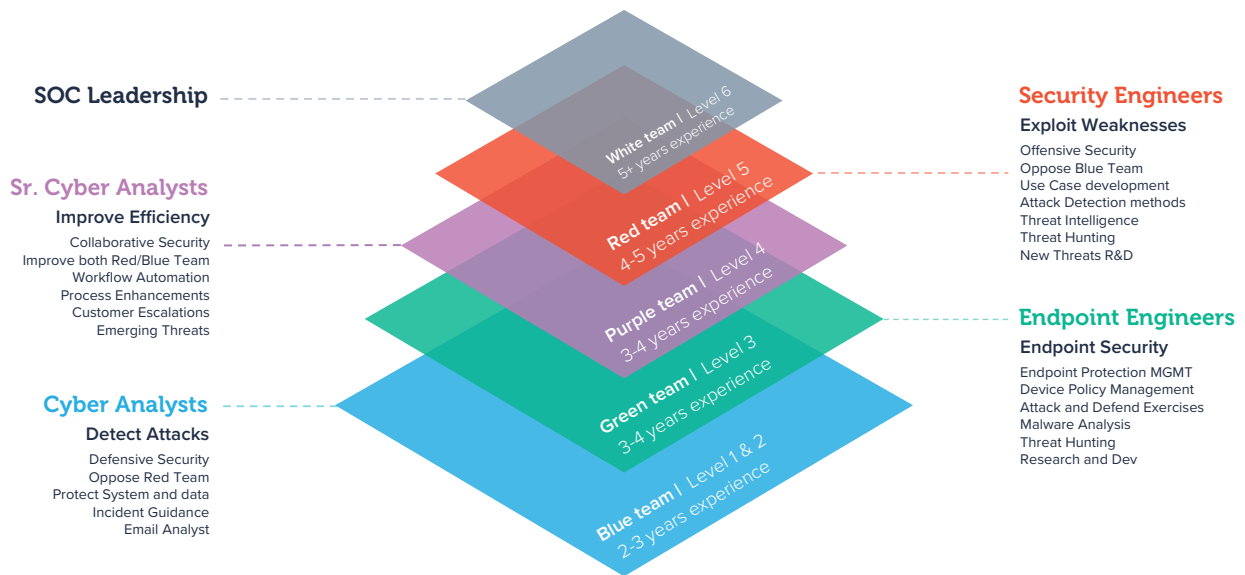 SOC Leadership
Sr. Cyber Analysts
Improve Efficiency
Collaborative Security
Improve both Red/Blue Team
Workflow Automation
Process Enhancements
Customer Escalations
Emerging Threats
Cyber Analysts
Detect Attacks
Defensive Security
Oppose Red Team
Protect System and data
Incident Guidance
Email Analyst
White team | Level 6
5+ years experience
Red team | Level 5
4-5 years experience
Purple team | Level 4
3-4 years experience
Green team | Level 3
3-4 years experience
Blue team | Level 1 & 2
2-3 years experience
Security Engineers
Exploit Weaknesses
Offensive Security
Oppose Blue Team
Use Case development
Attack Detection methods
Threat Intelligence
Threat Hunting
New Threats R&D
Endpoint Engineers
Endpoint Security
Endpoint Protection MGMT
Device Policy Management
Attack and Defend Exercises
Malware Analysis
Threat Hunting
Research and Dev